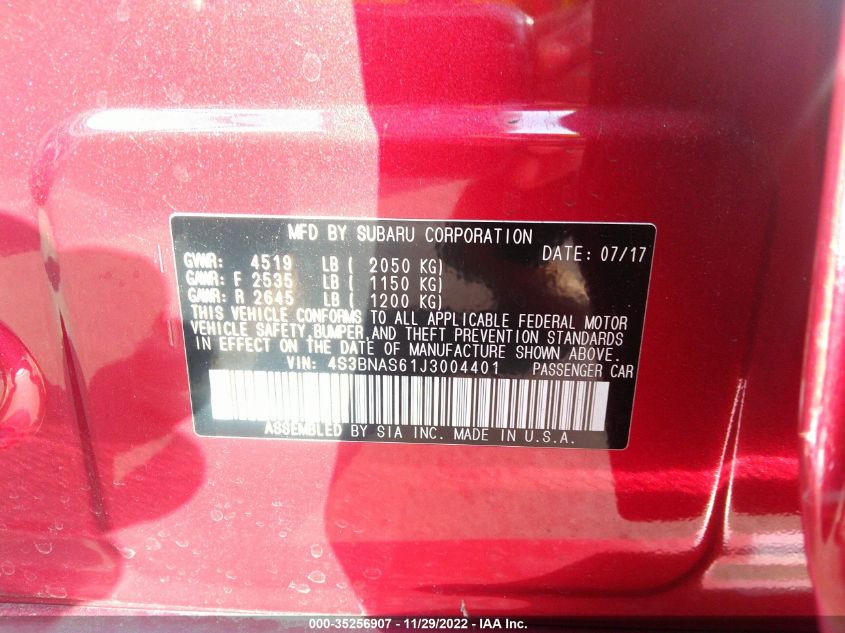 MFD BY SUBARU CORPORATION
DATE: 07/17
GVWR: 4519 LB ( 2050 KG)
GAWR: F 2535 LB ( 1150 KG)
GAWR: R 2645 LB ( 1200 KG)
THIS VEHICLE CONFORMS TO ALL APPLICABLE FEDERAL MOTOR
VEHICLE SAFETY, BUMPER, AND THEFT PREVENTION STANDARDS
IN EFFECT ON THE DATE OF MANUFACTURE SHOWN ABOVE.
VIN: 4S3BNAS61J3004401 PASSENGER CAR
ASSEMBLED BY SIA INC. MADE IN U.S.A.
000-35256907 - 11/29/2022 - IAA Inc.